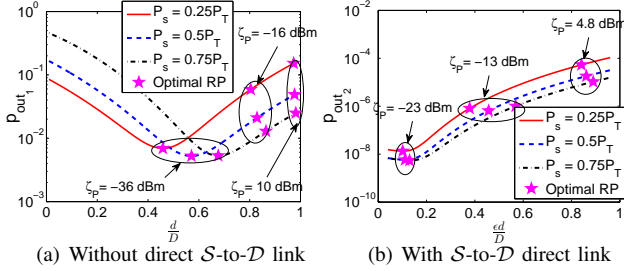 P_s = 0.25P_T
P_s = 0.5P_T
P_s = 0.75P_T
Optimal RP
ζ_P = −16 dBm
ζ_P = −36 dBm
ζ_P = 10 dBm
p_out_1
10^0
10^−1
10^−2
10^−3
0 0.2 0.4 0.6 0.8 1
d/D
(a) Without direct S-to-D link
ζ_P = 4.8 dBm
ζ_P = −13 dBm
ζ_P = −23 dBm
P_s = 0.25P_T
P_s = 0.5P_T
P_s = 0.75P_T
Optimal RP
p_out_2
10^−4
10^−6
10^−8
10^−10
0 0.2 0.4 0.6 0.8 1
εd/D
(b) With S-to-D direct link